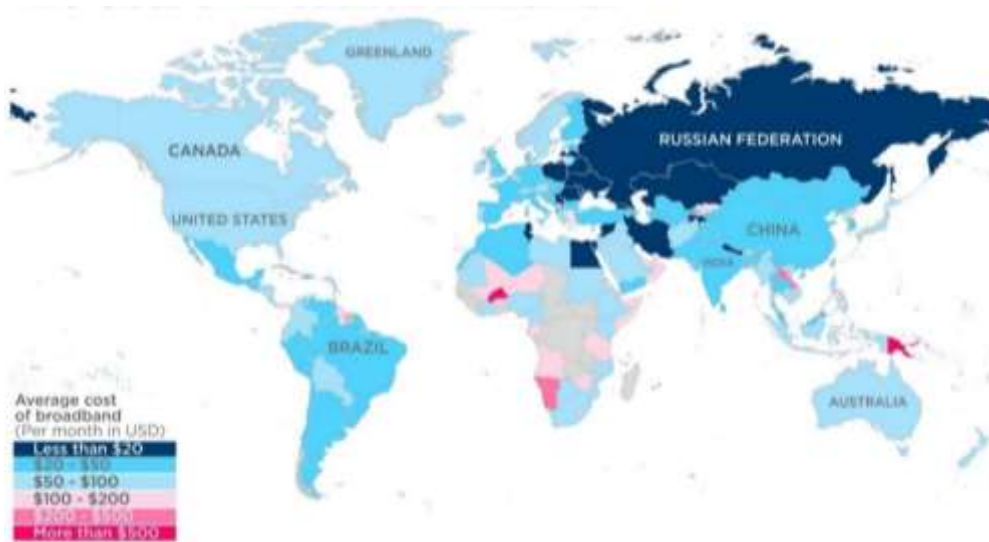 GREENLAND
CANADA
RUSSIAN FEDERATION
UNITED STATES
CHINA
INDIA
BRAZIL
AUSTRALIA
Average cost
of broadband
(Per month in USD)
Less than $20
$20 - $50
$50 - $100
$100 - $200
$200 - $500
More than $500